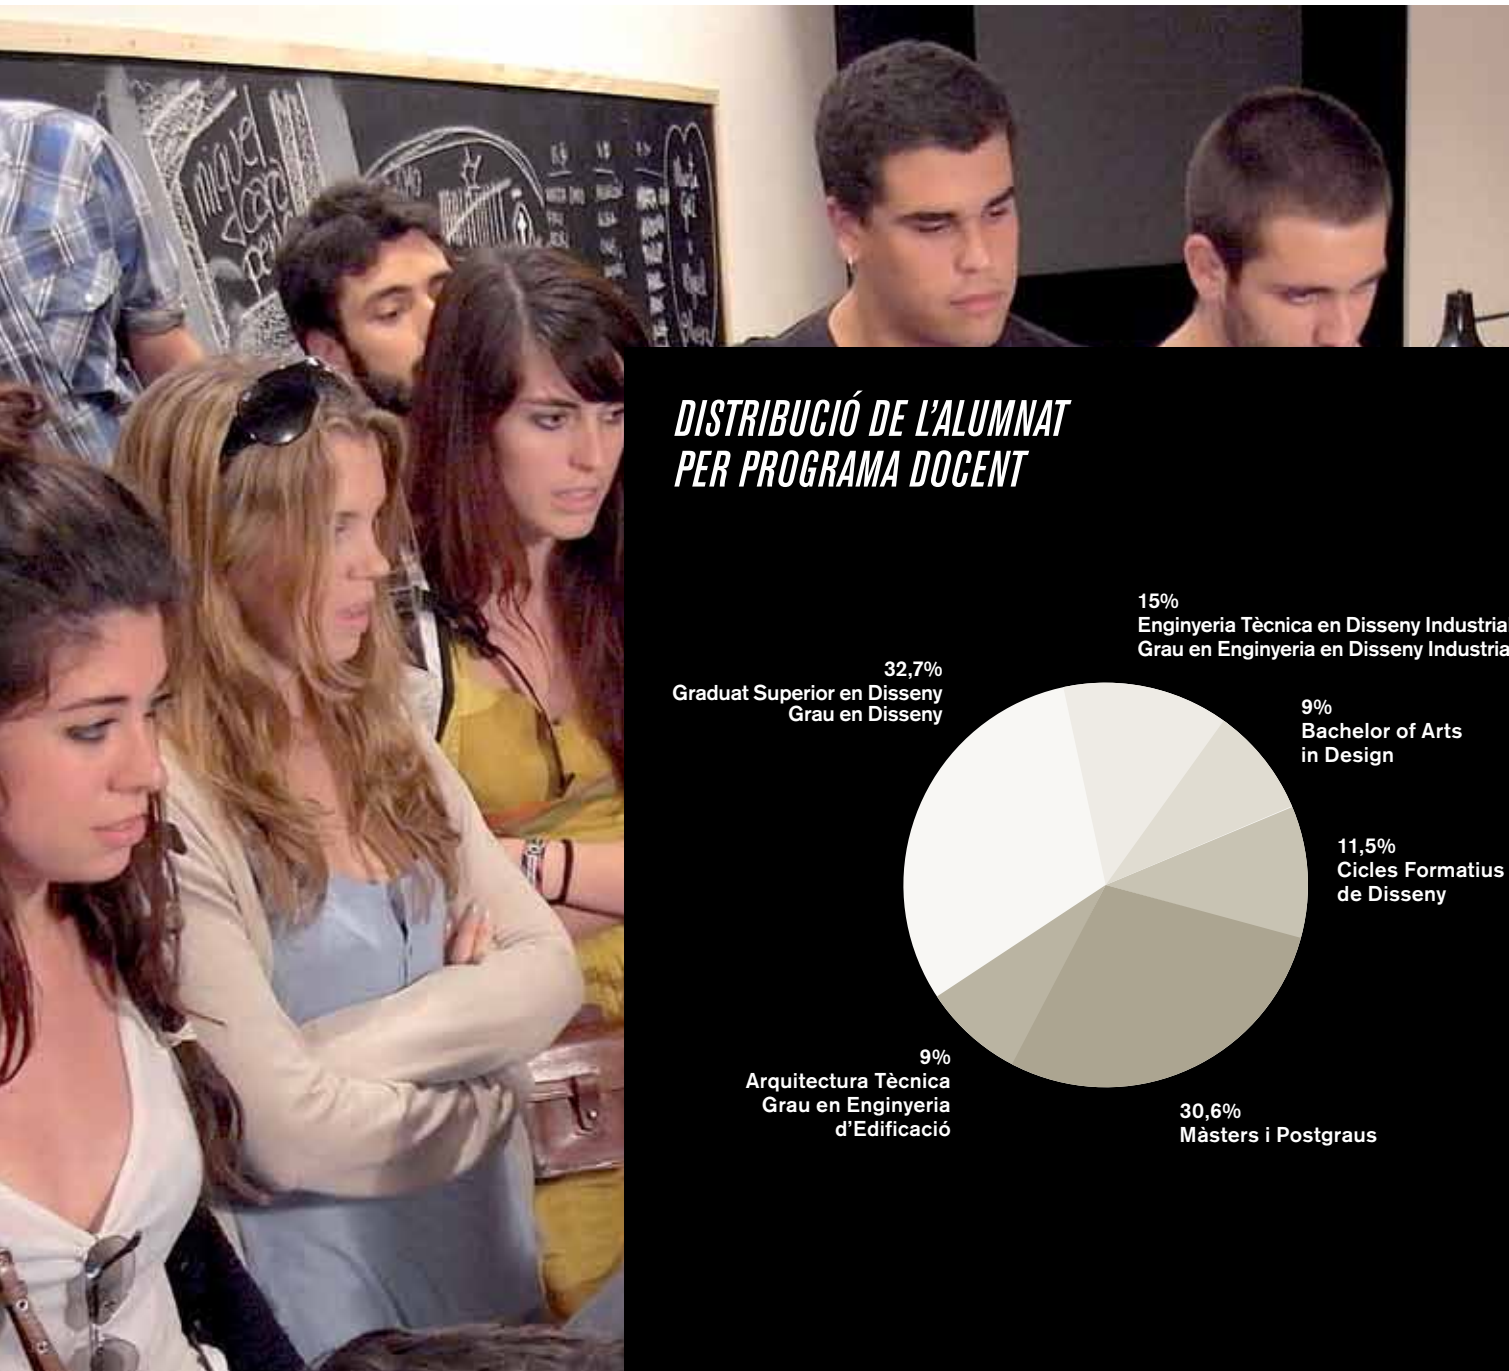 miquel
DISTRIBUCIÓ DE L'ALUMNAT
PER PROGRAMA DOCENT
15%
Enginyeria Tècnica en Disseny Industria
Grau en Enginyeria en Disseny Industria
32,7%
Graduat Superior en Disseny
Grau en Disseny
9%
Bachelor of Arts
in Design
11,5%
Cicles Formatius
de Disseny
9%
Arquitectura Tècnica
Grau en Enginyeria
d'Edificació
30,6%
Màsters i Postgraus